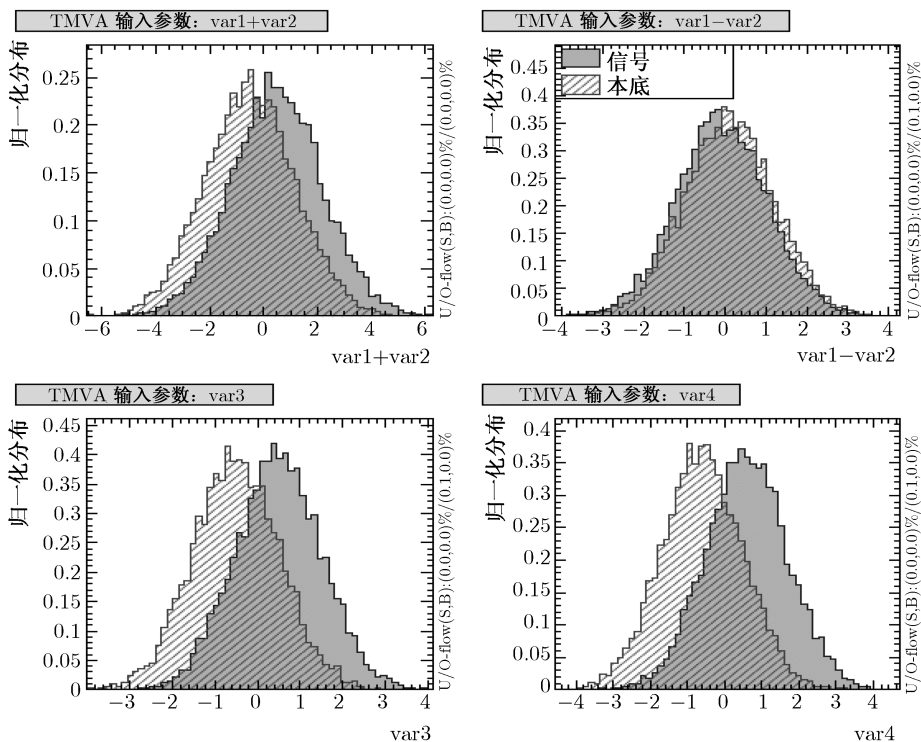 TMVA 输入参数：var1+var2
归一化分布
0.25
0.2
0.15
0.1
0.05
0
−6 −4 −2 0 2 4 6
var1+var2
U/O-flow(S,B):(0.0,0.0)%/(0.0,0.0)%
TMVA 输入参数：var1−var2
归一化分布
信号
本底
0.45
0.4
0.35
0.3
0.25
0.2
0.15
0.1
0.05
0
−4 −3 −2 −1 0 1 2 3 4
var1−var2
U/O-flow(S,B):(0.0,0.0)%/(0.1,0.0)%
TMVA 输入参数：var3
归一化分布
0.45
0.4
0.35
0.3
0.25
0.2
0.15
0.1
0.05
0
−3 −2 −1 0 1 2 3 4
var3
U/O-flow(S,B):(0.0,0.0)%/(0.1,0.0)%
TMVA 输入参数：var4
归一化分布
0.4
0.35
0.3
0.25
0.2
0.15
0.1
0.05
0
−4 −3 −2 −1 0 1 2 3 4
var4
U/O-flow(S,B):(0.0,0.0)%/(0.1,0.0)%